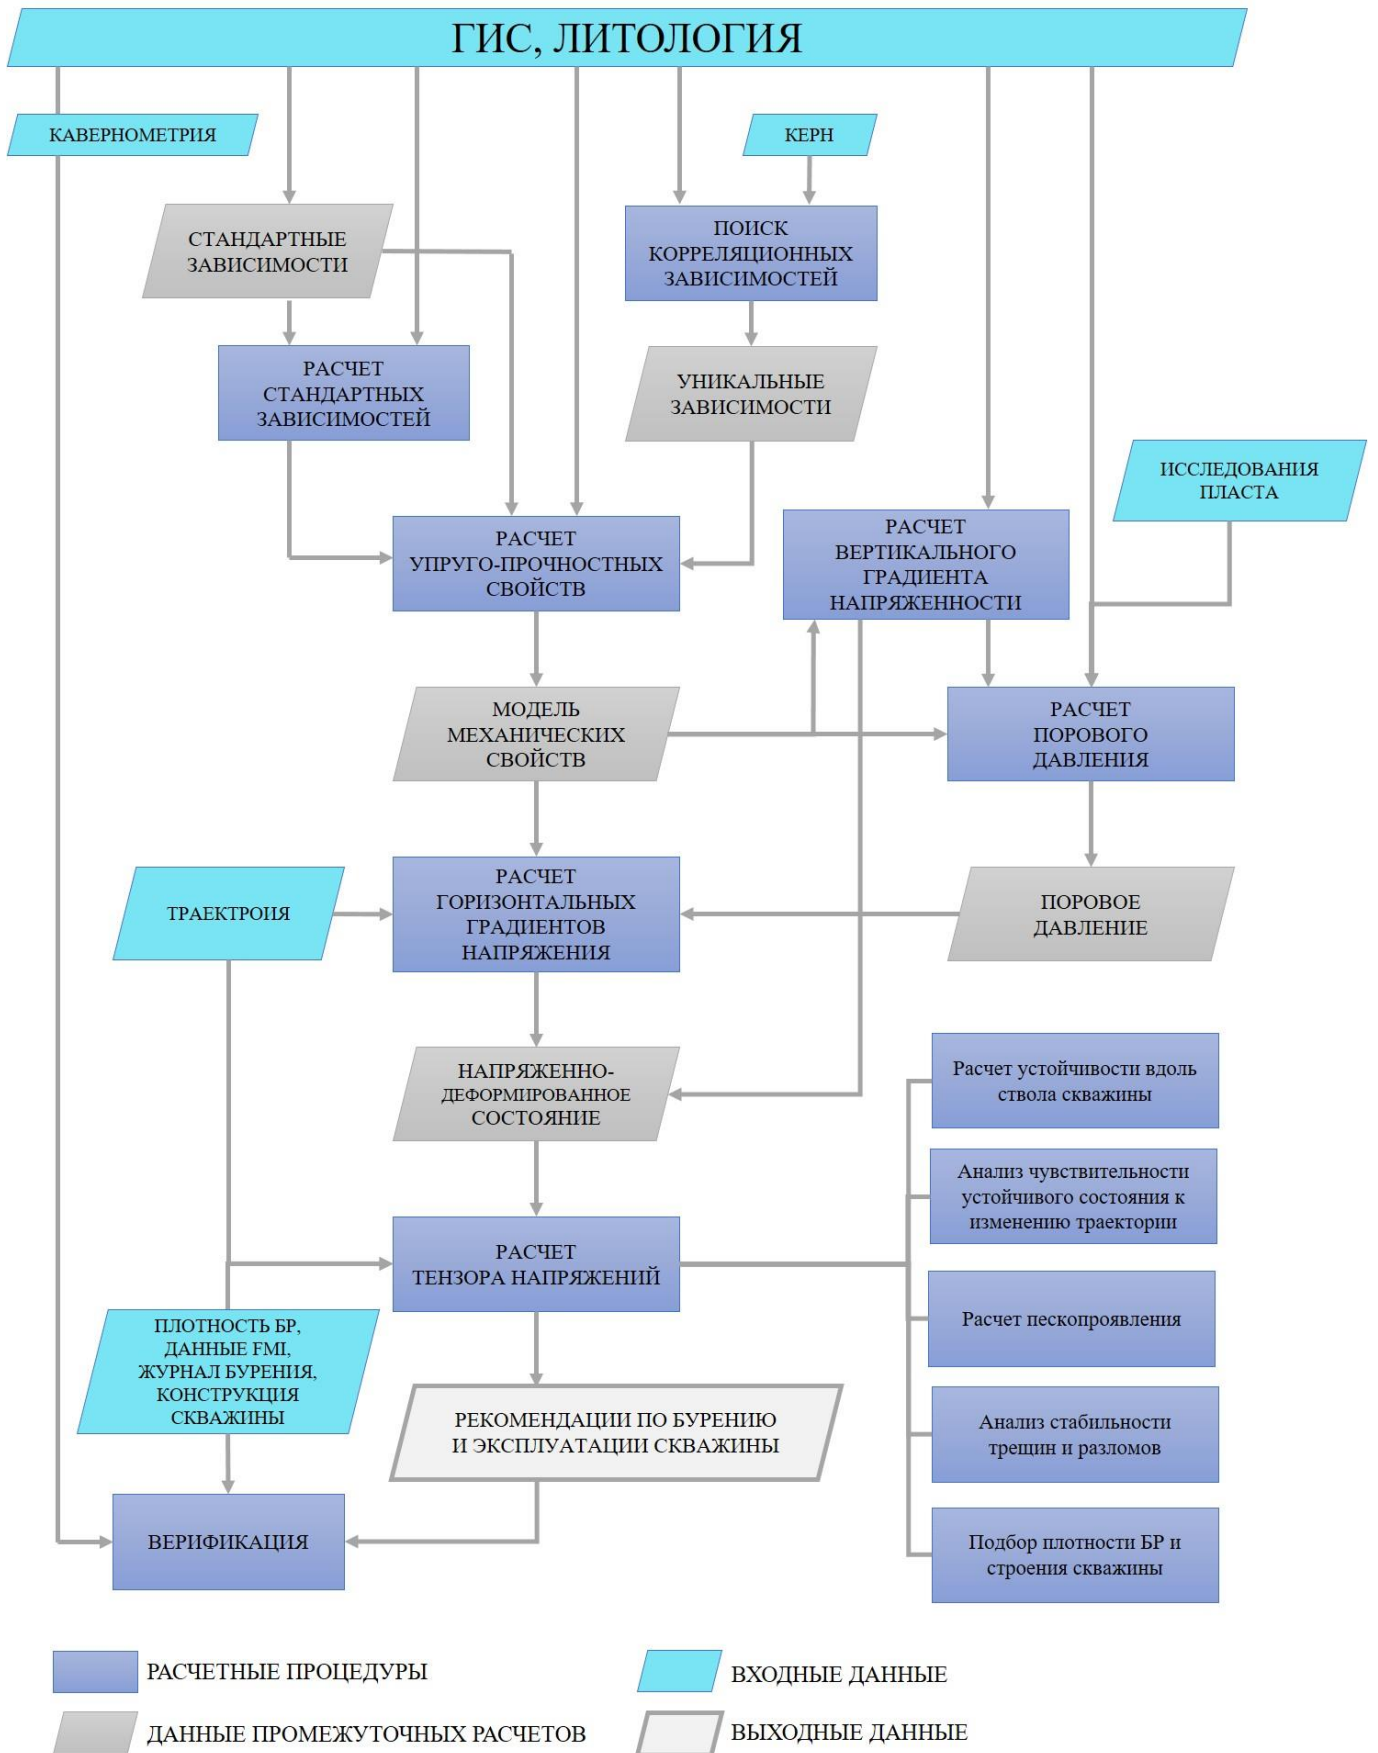 ГИС, ЛИТОЛОГИЯ
КАВЕРНОМЕТРИЯ
КЕРН
СТАНДАРТНЫЕ
ЗАВИСИМОСТИ
ПОИСК
КОРРЕЛЯЦИОННЫХ
ЗАВИСИМОСТЕЙ
РАСЧЕТ
СТАНДАРТНЫХ
ЗАВИСИМОСТЕЙ
УНИКАЛЬНЫЕ
ЗАВИСИМОСТИ
ИССЛЕДОВАНИЯ
ПЛАСТА
РАСЧЕТ
УПРУГО-ПРОЧНОСТНЫХ
СВОЙСТВ
РАСЧЕТ
ВЕРТИКАЛЬНОГО
ГРАДИЕНТА
НАПРЯЖЕННОСТИ
МОДЕЛЬ
МЕХАНИЧЕСКИХ
СВОЙСТВ
РАСЧЕТ
ПОРОВОГО
ДАВЛЕНИЯ
ТРАЕКТРОИЯ
РАСЧЕТ
ГОРИЗОНТАЛЬНЫХ
ГРАДИЕНТОВ
НАПРЯЖЕНИЯ
ПОРОВОЕ
ДАВЛЕНИЕ
НАПРЯЖЕННО-
ДЕФОРМИРОВАННОЕ
СОСТОЯНИЕ
Расчет устойчивости вдоль
ствола скважины
Анализ чувствительности
устойчивого состояния к
изменению траектории
РАСЧЕТ
ТЕНЗОРА НАПРЯЖЕНИЙ
Расчет пескопроявления
ПЛОТНОСТЬ БР,
ДАННЫЕ FMI,
ЖУРНАЛ БУРЕНИЯ,
КОНСТРУКЦИЯ
СКВАЖИНЫ
РЕКОМЕНДАЦИИ ПО БУРЕНИЮ
И ЭКСПЛУАТАЦИИ СКВАЖИНЫ
Анализ стабильности
трещин и разломов
ВЕРИФИКАЦИЯ
Подбор плотности БР и
строения скважины
РАСЧЕТНЫЕ ПРОЦЕДУРЫ
ВХОДНЫЕ ДАННЫЕ
ДАННЫЕ ПРОМЕЖУТОЧНЫХ РАСЧЕТОВ
ВЫХОДНЫЕ ДАННЫЕ